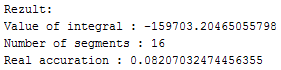 Rezult:
Value of integral : -159703.20465055798
Number of segments : 16
Real accuration : 0.08207032474456355